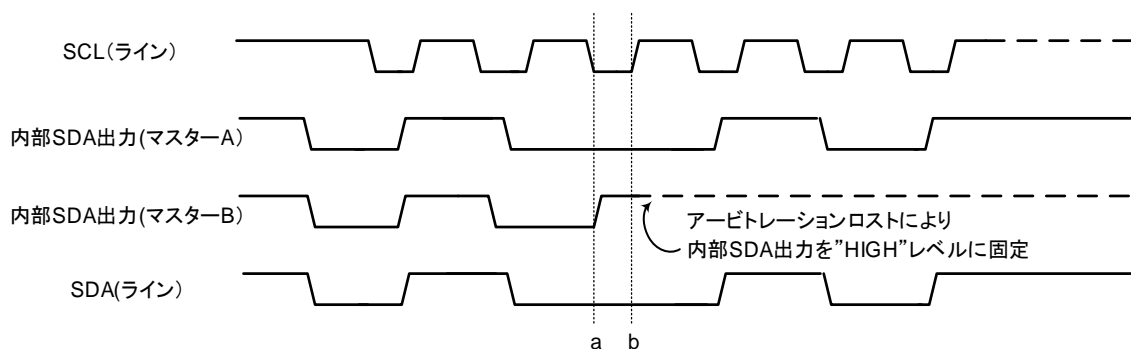 SCL(ライン)
内部SDA出力(マスターA)
内部SDA出力(マスターB)
アービトレーションロストにより
内部SDA出力を”HIGH”レベルに固定
SDA(ライン)
a b